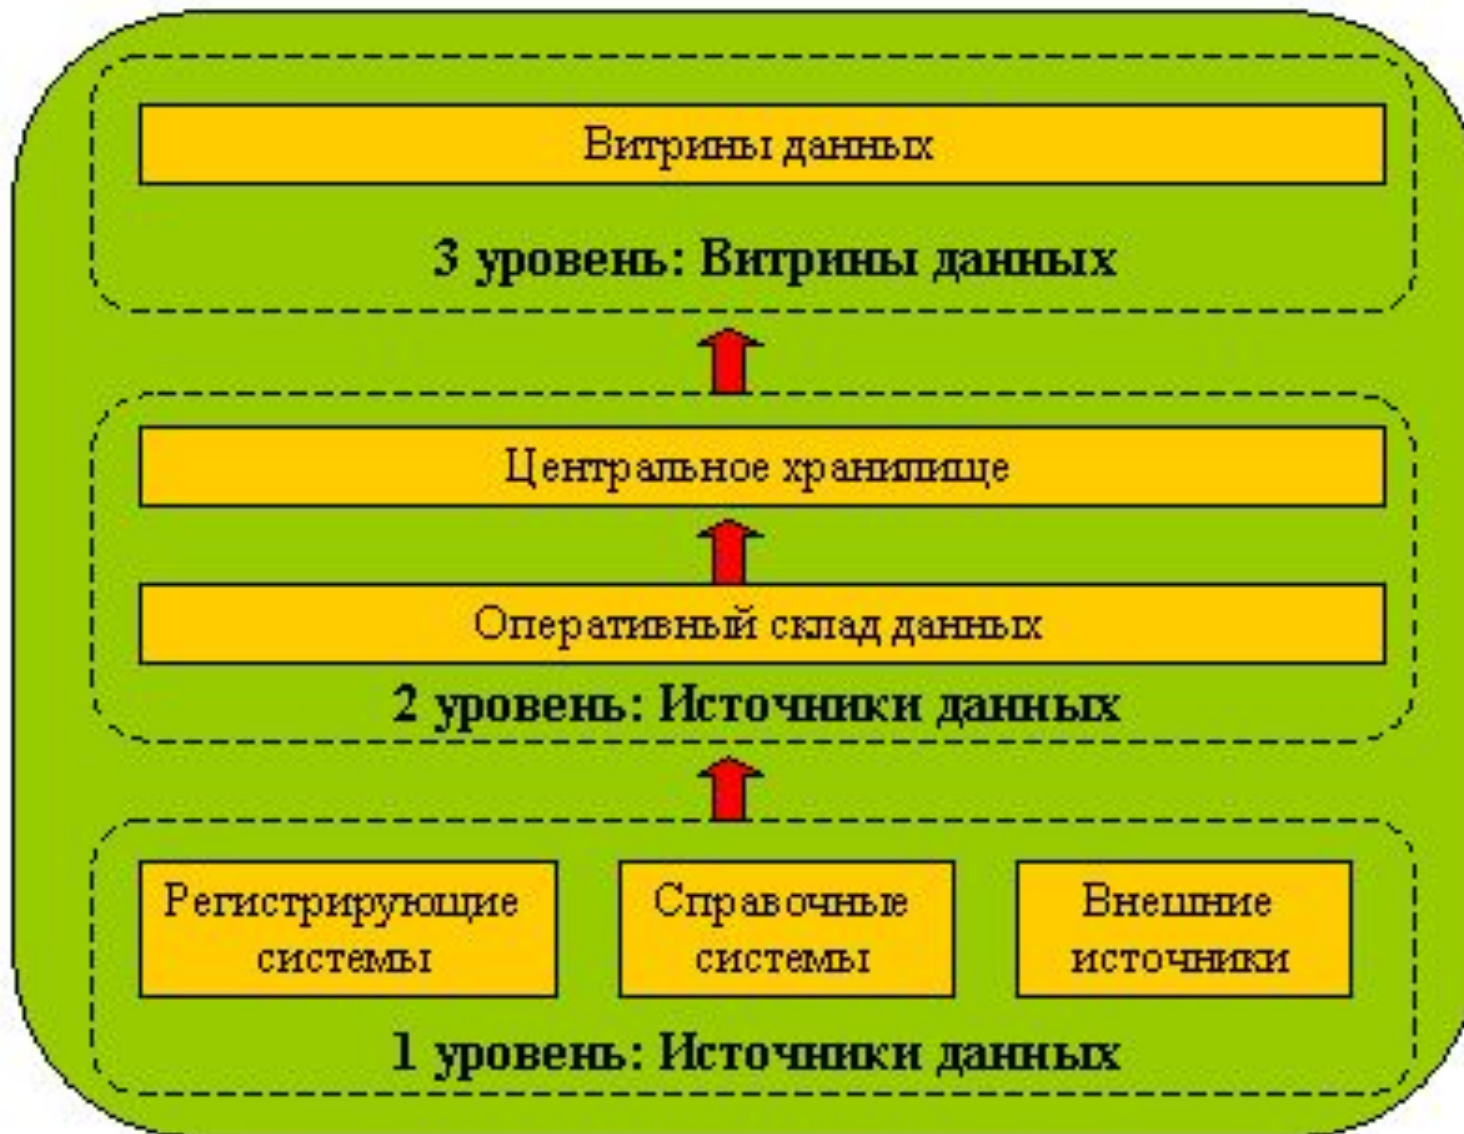 Витрины данных
3 уровень: Витрины данных
Центральное хранилище
Оперативный склад данных
2 уровень: Источники данных
Регистрирующие
системы
Справочные
системы
Внешние
источники
1 уровень: Источники данных